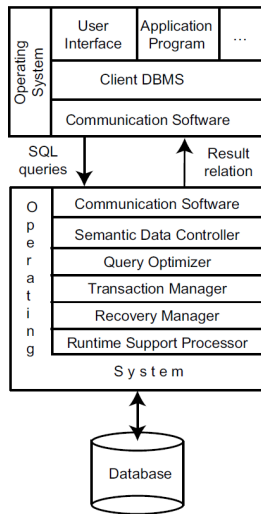 Operating
System
User
Interface
Application
Program
...
Client DBMS
Communication Software
SQL
queries
Result
relation
Operating
Communication Software
Semantic Data Controller
Query Optimizer
Transaction Manager
Recovery Manager
Runtime Support Processor
System
Database